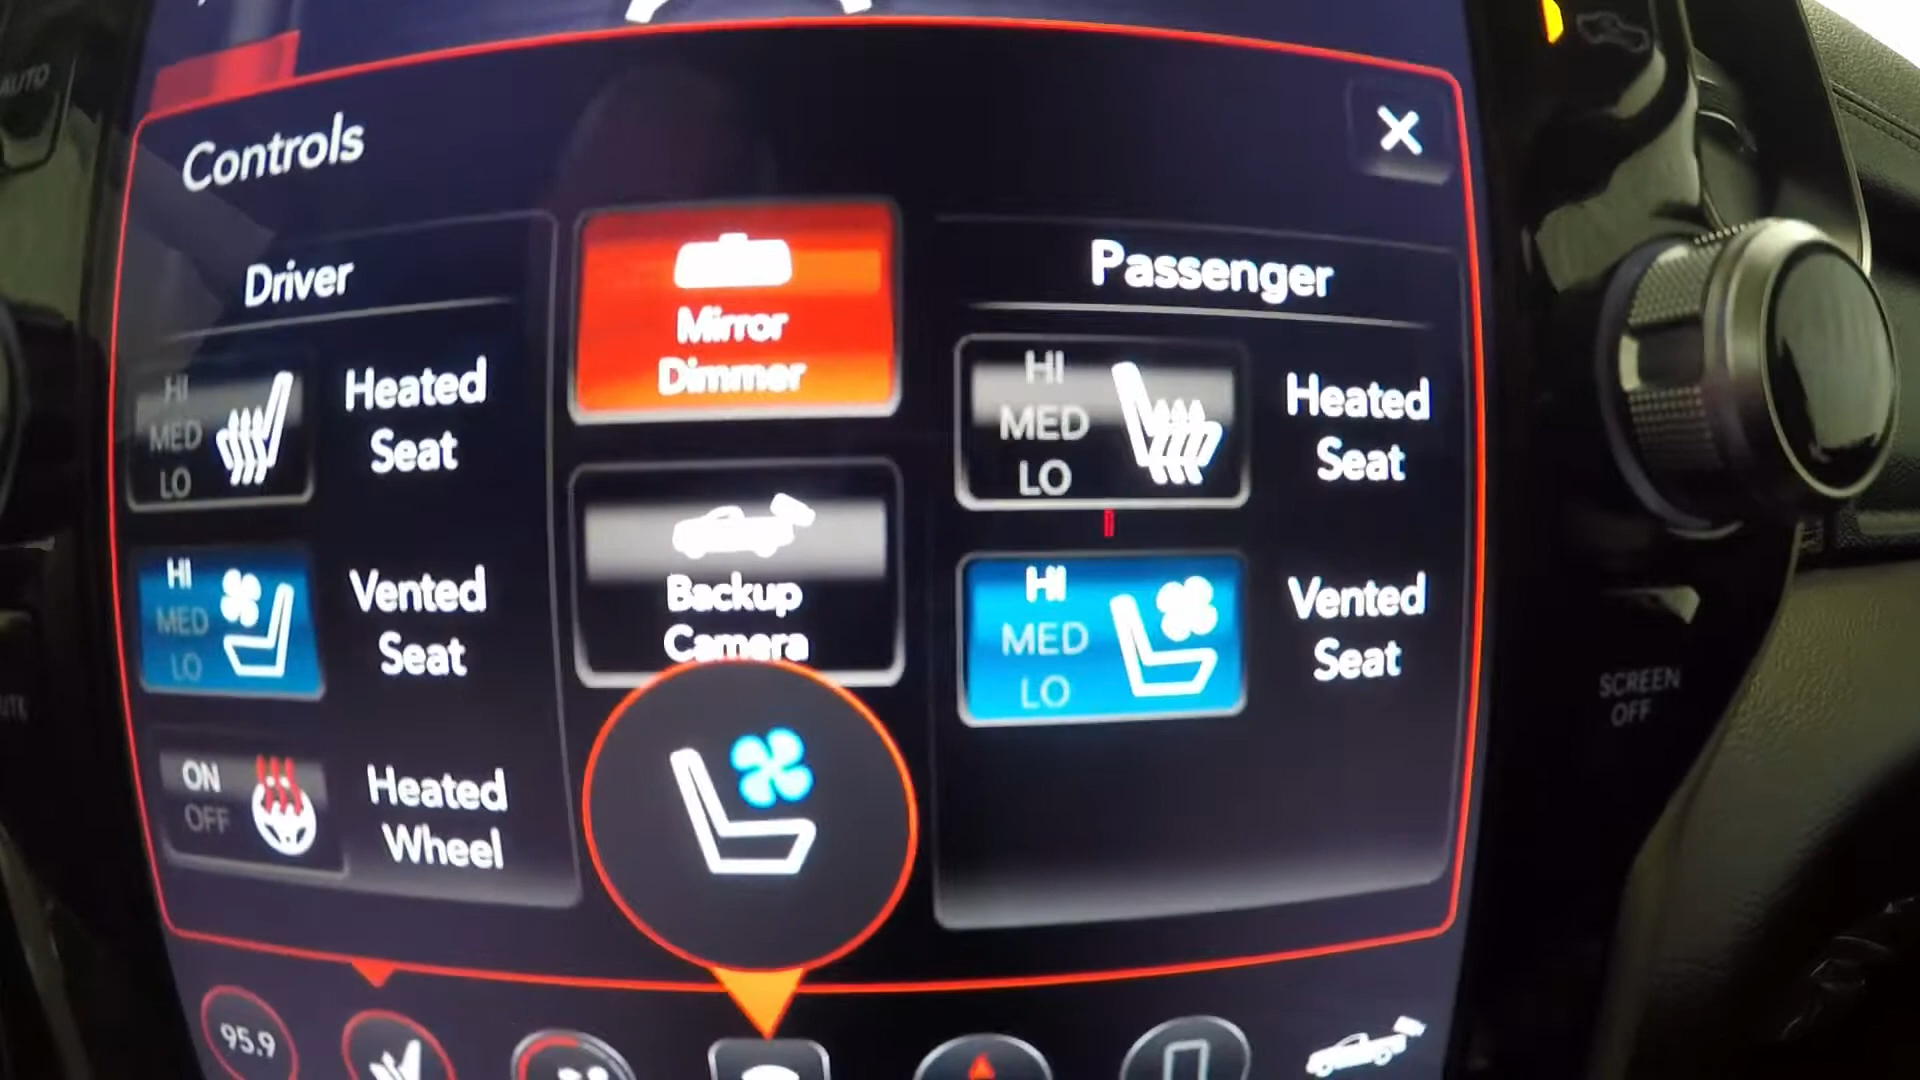 AUTO
Controls
Driver
HI
MED
LO
Heated
Seat
HI
MED
LO
Vented
Seat
ON
OFF
Heated
Wheel
Mirror
Dimmer
Backup
Camera
Passenger
HI
MED
LO
Heated
Seat
HI
MED
LO
Vented
Seat
SCREEN
OFF
95.9